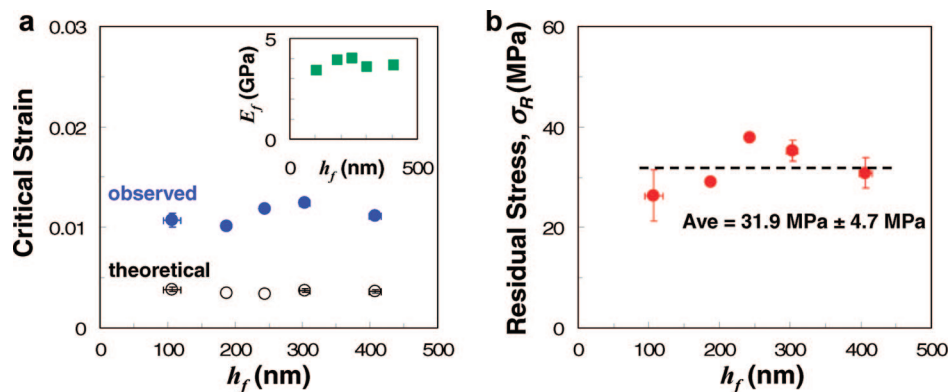 a
Critical Strain
0.03
0.02
0.01
0
0 100 200 300 400 500
h_f (nm)
observed
theoretical
E_f (GPa)
5
0
0 500
h_f (nm)
b
Residual Stress, σ_R (MPa)
60
40
20
0
0 100 200 300 400 500
h_f (nm)
Ave = 31.9 MPa ± 4.7 MPa